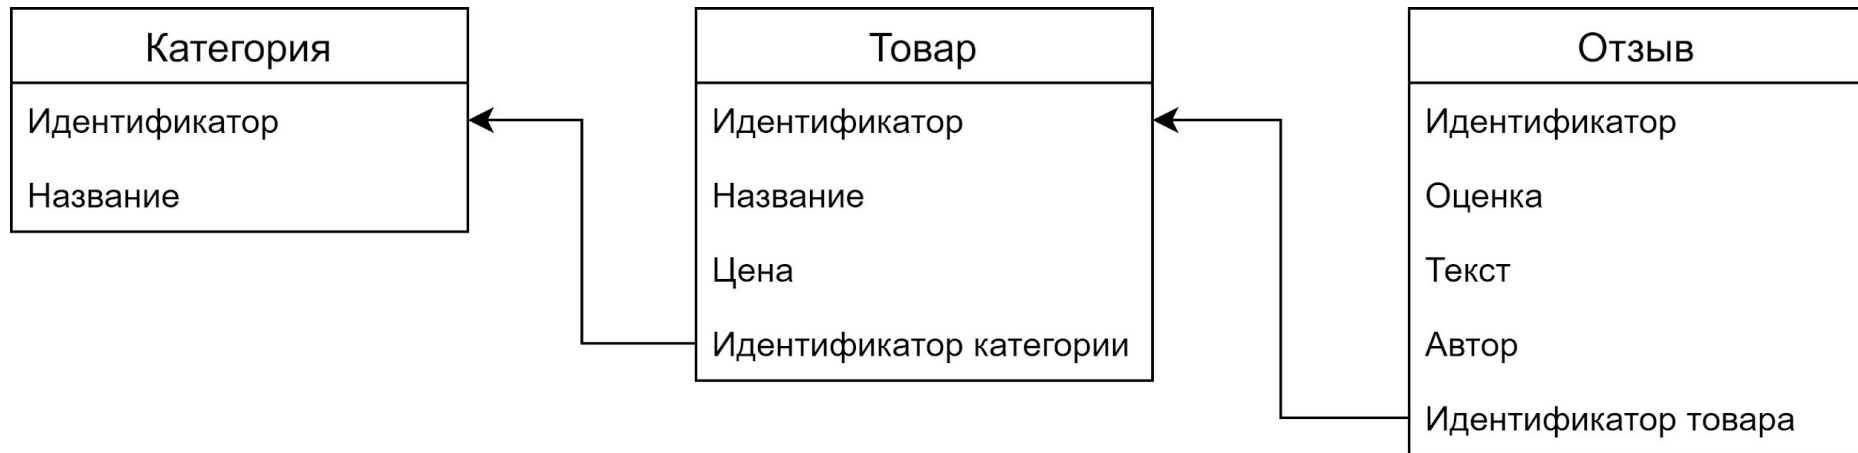 Категория
Идентификатор
Название
Товар
Идентификатор
Название
Цена
Идентификатор категории
Отзыв
Идентификатор
Оценка
Текст
Автор
Идентификатор товара